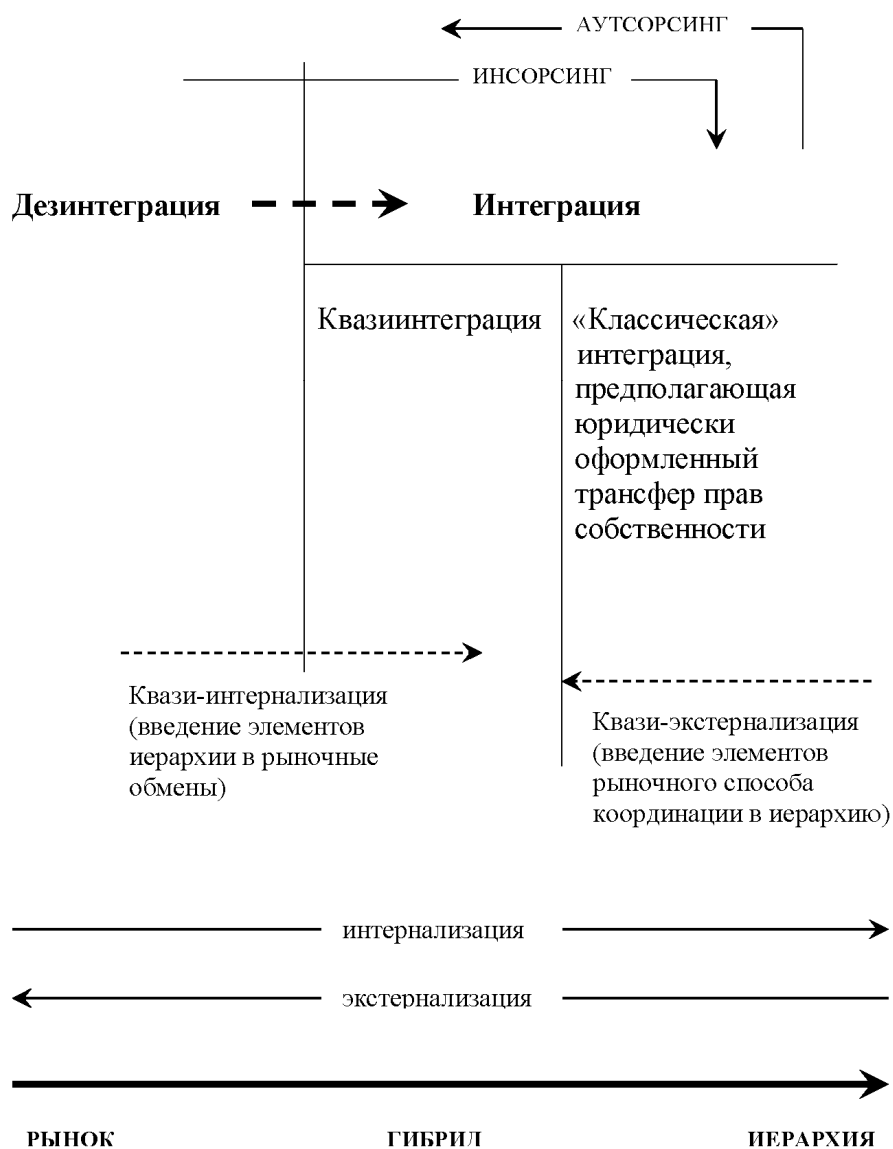 АУТСОРСИНГ
ИНСОРСИНГ
Дезинтеграция
Интеграция
Квазиинтеграция
«Классическая»
интеграция,
предполагающая
юридически
оформленный
трансфер прав
собственности
Квази-интернализация
(введение элементов
иерархии в рыночные
обмены)
Квази-экстернализация
(введение элементов
рыночного способа
координации в иерархию)
интернализация
экстернализация
РЫНОК
ГИБРИД
ИЕРАРХИЯ